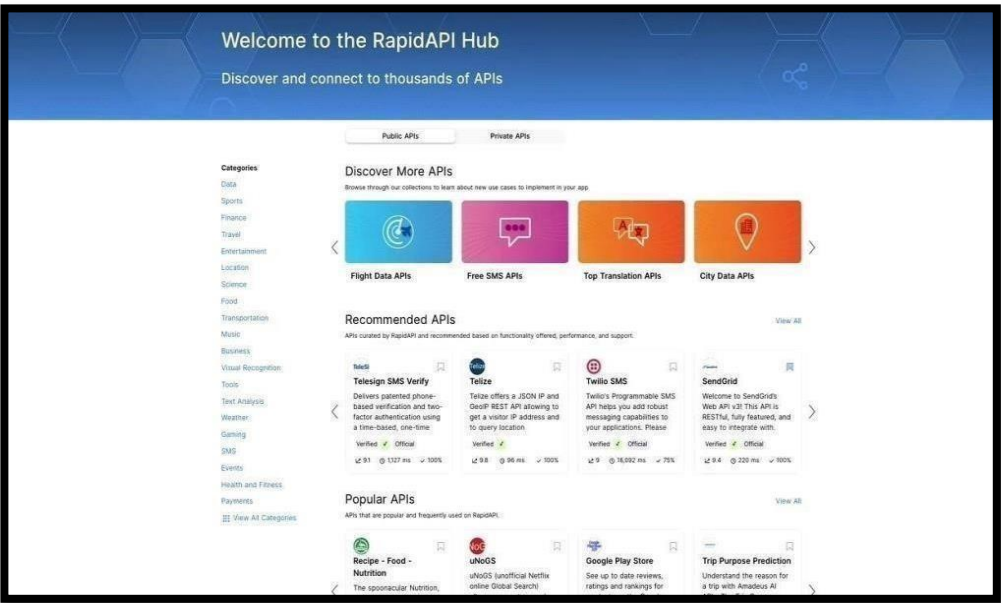 Welcome to the RapidAPI Hub
Discover and connect to thousands of APIs
Public APIs
Private APIs
Categories
Data
Sports
Finance
Travel
Entertainment
Location
Science
Food
Transportation
Music
Business
Visual Recognition
Tools
Text Analysis
Weather
Gaming
SMS
Events
Health and Fitness
Payments
View All Categories
Discover More APIs
Browse through our collections to learn about new use cases to implement in your app
Flight Data APIs
Free SMS APIs
Top Translation APIs
City Data APIs
Recommended APIs
View All
APIs curated by RapidAPI and recommended based on functionality offered, performance, and support.
TeleSi
Telesign SMS Verify
Delivers patented phone-
based verification and two-
factor authentication using
a time-based, one-time
Verified ✓ Official
9.1 1,127 ms 100%
Telize
Telize
Telize offers a JSON IP and
GeoIP REST API allowing to
get a visitor IP address and
to query location
Verified ✓
9.8 96 ms 100%
Twilio SMS
Twilio's Programmable SMS
API helps you add robust
messaging capabilities to
your applications. Please
Verified ✓ Official
9 16,092 ms 75%
SendGrid
Welcome to SendGrid's
Web API v3! This API is
RESTful, fully featured, and
easy to integrate with.
Verified ✓ Official
9.4 220 ms 100%
Popular APIs
View All
APIs that are popular and frequently used on RapidAPI.
Recipe - Food -
Nutrition
The spoonacular Nutrition,
uNoG
uNoGS
uNoGS (unofficial Netflix
online Global Search)
Google Play Store
See up to date reviews,
ratings and rankings for
Trip Purpose Prediction
Understand the reason for
a trip with Amadeus AI